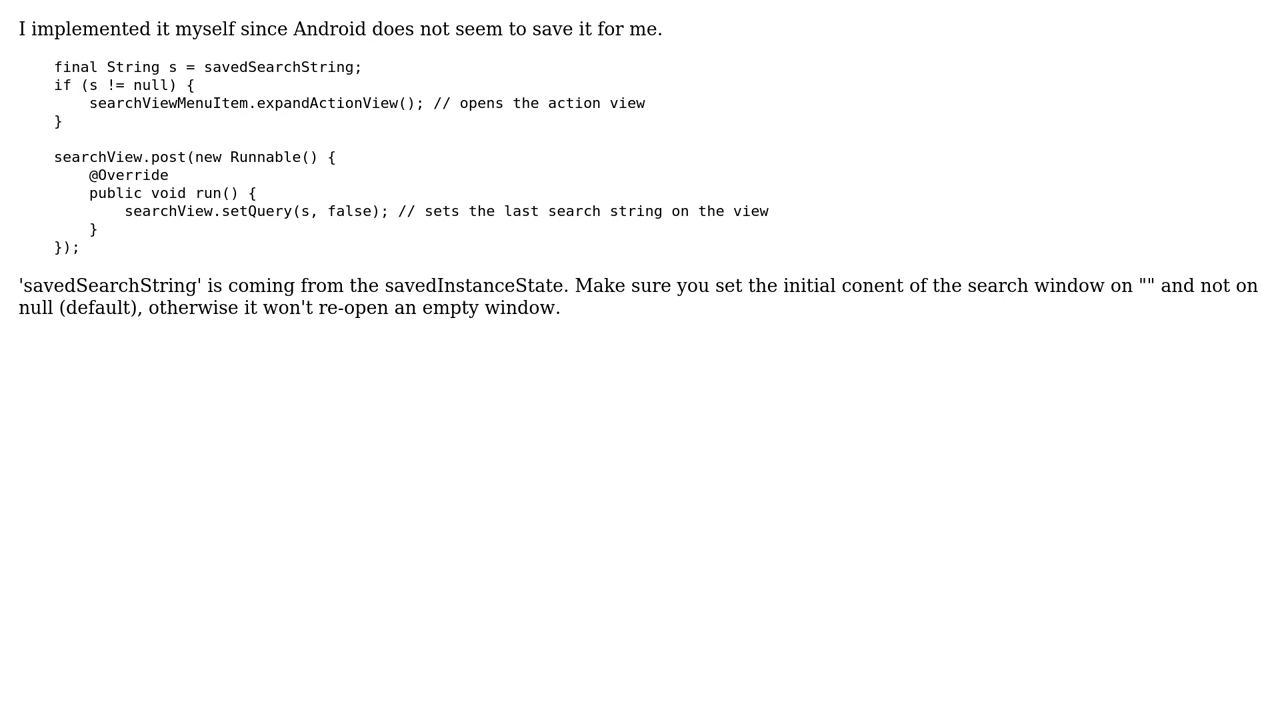 I implemented it myself since Android does not seem to save it for me.
final String s = savedSearchString;
if (s != null) {
    searchViewMenuItem.expandActionView(); // opens the action view
}
searchView.post(new Runnable() {
    @Override
    public void run() {
        searchView.setQuery(s, false); // sets the last search string on the view
    }
});
'savedSearchString' is coming from the savedInstanceState. Make sure you set the initial conent of the search window on "" and not on
null (default), otherwise it won't re-open an empty window.